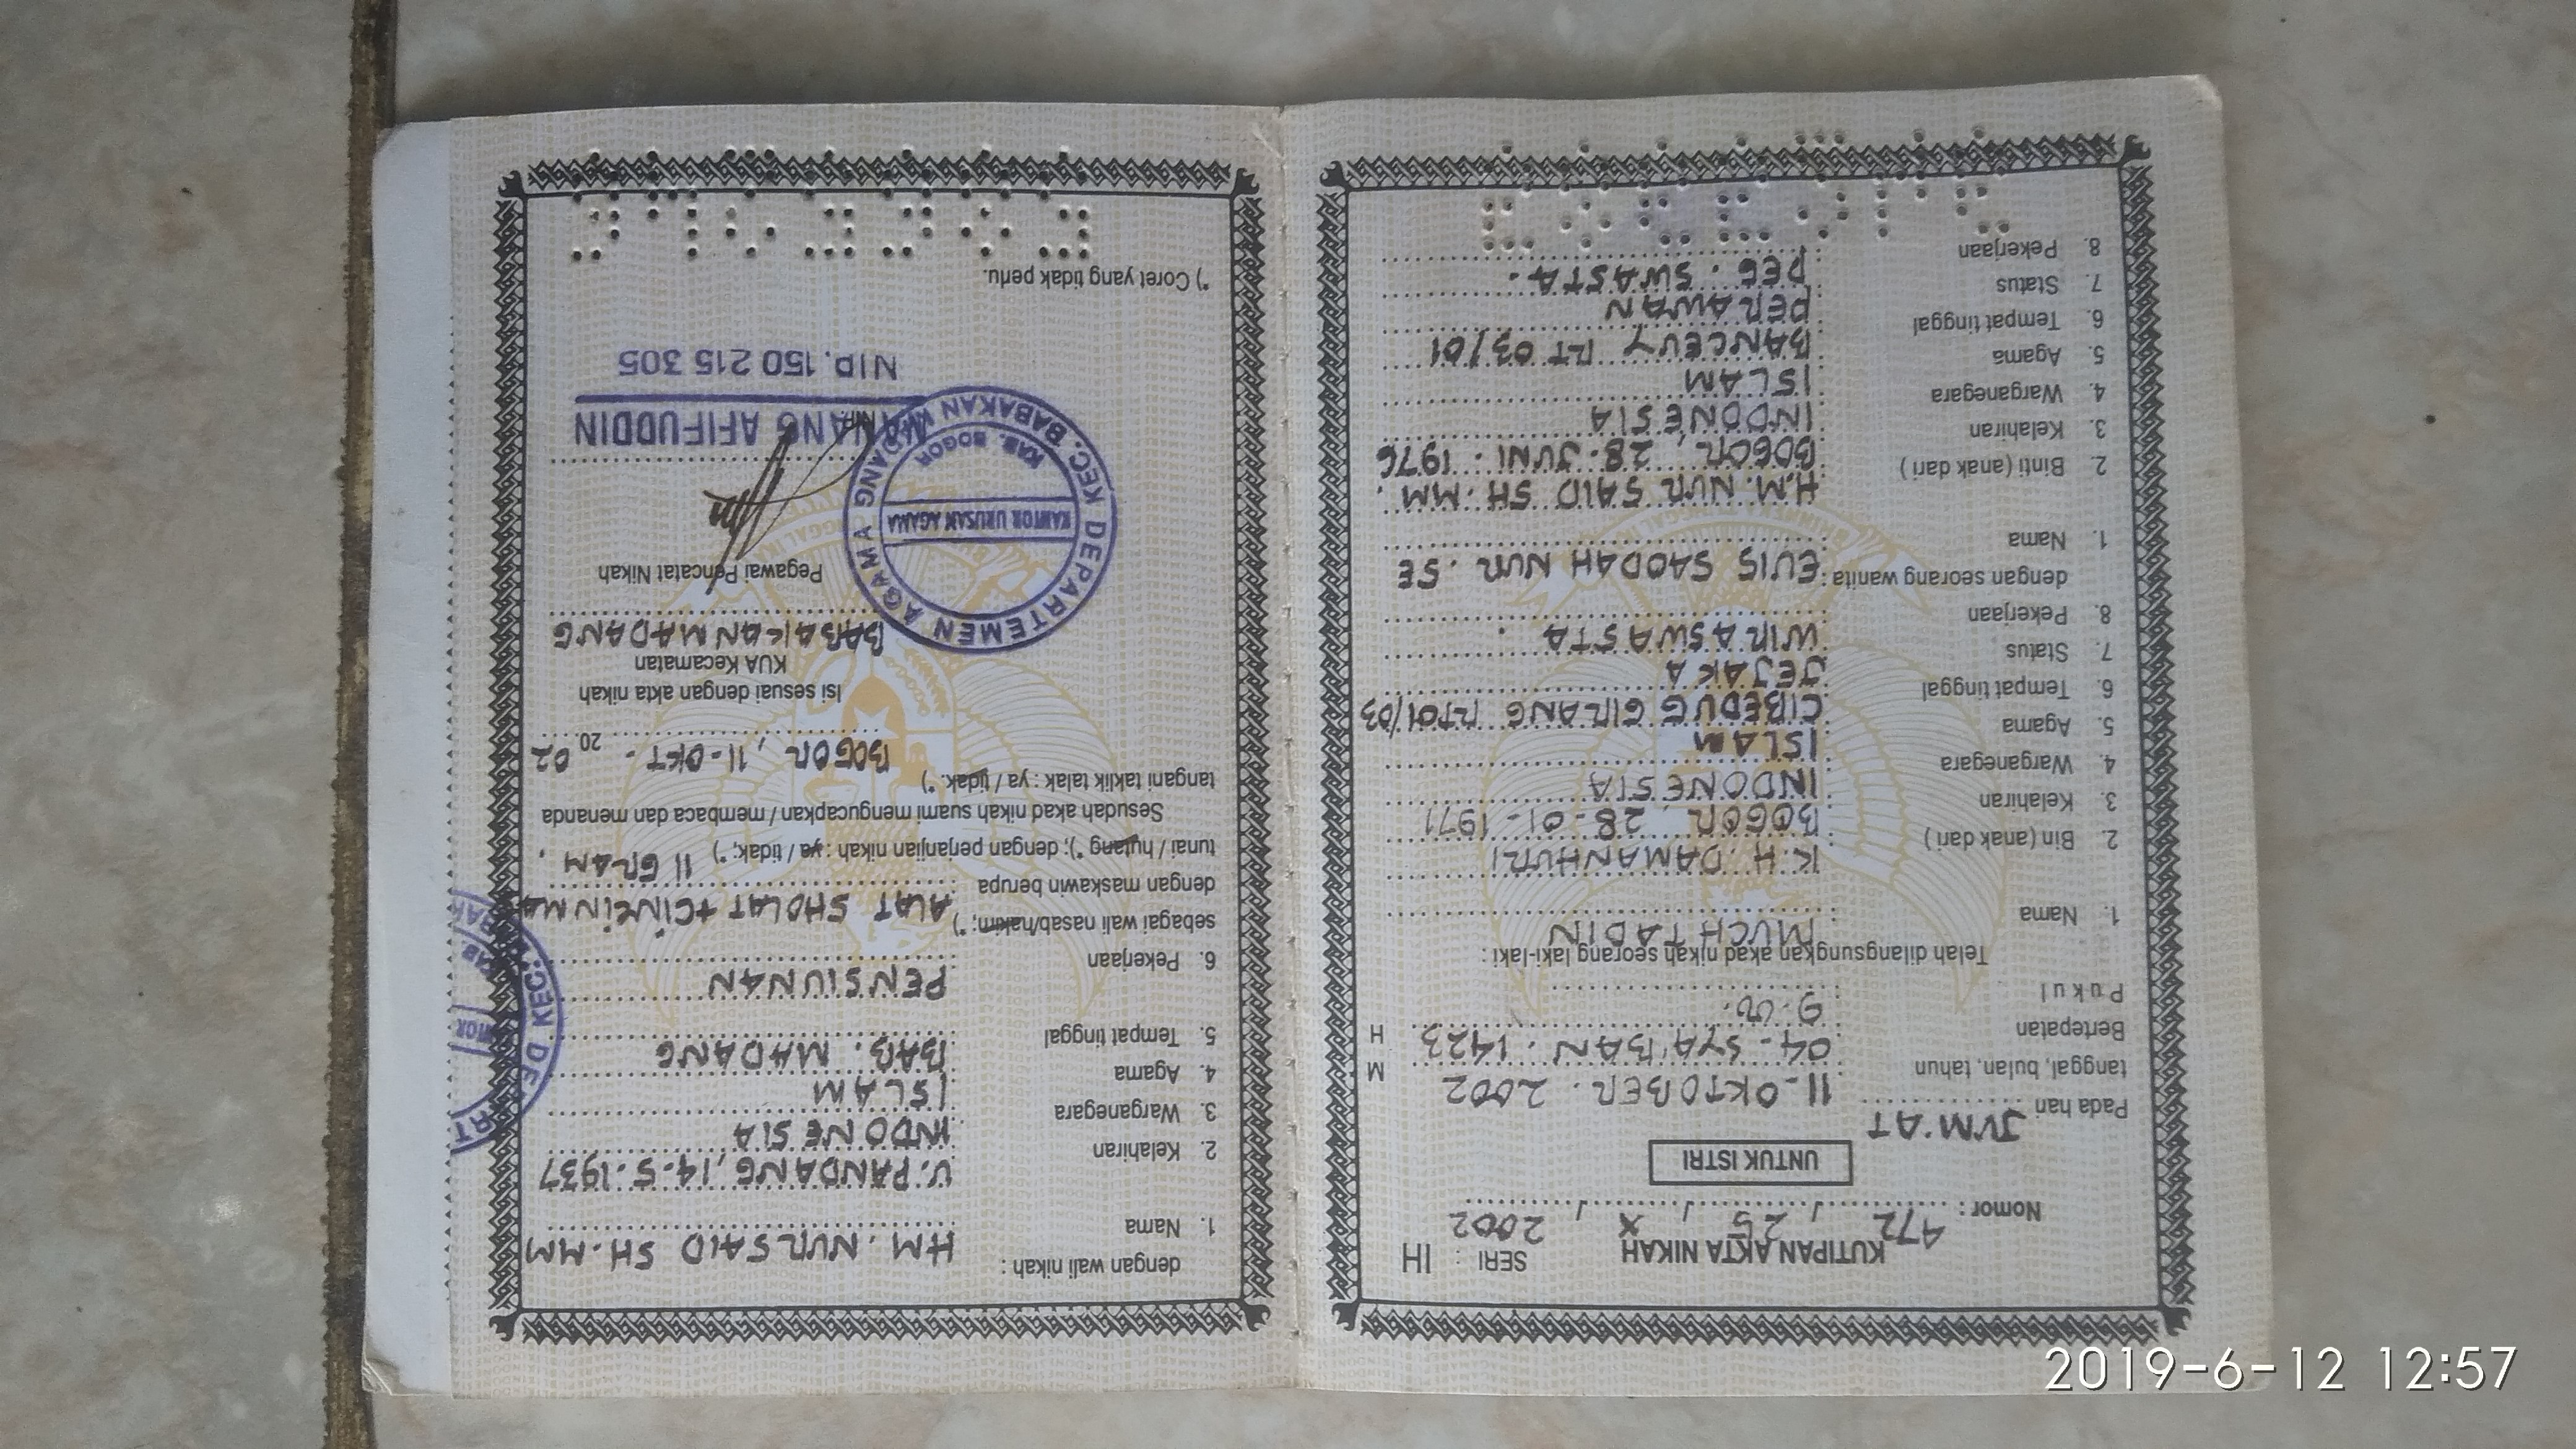 KUTIPAN AKTA NIKAH
SERI : IH
Nomor : 472 / 25 / X / 2002
UNTUK ISTRI
Pada hari JUM'AT
tanggal, bulan, tahun 11-OKTOBER. 2002 M
Bertepatan 04-SYA'BAN. 1423 H
Pukul 9.00.
Telah dilangsungkan akad nikah seorang laki-laki :
1. Nama MUCHTADIN
2. Bin (anak dari) K.H. DAMANHURI
3. Kelahiran BOGOR, 28-01-1971
4. Warganegara INDONESIA
5. Agama ISLAM
6. Tempat tinggal CIBEDUG GIRANG RT01/03
7. Status JEJAKA
8. Pekerjaan WIRASWASTA.
dengan seorang wanita :
1. Nama EUIS SAODAH NUR. SE
2. Binti (anak dari) H.M. NUR SAID SH. MM.
3. Kelahiran BOGOR, 28-JUNI-1976
4. Warganegara INDONESIA
5. Agama ISLAM
6. Tempat tinggal BANCEUY RT 03/01
7. Status PERAWAN
8. Pekerjaan PEG. SWASTA.
dengan wali nikah :
1. Nama HM. NUR SAID SH. MM
2. Kelahiran U. PANDANG, 14-5-1937
3. Warganegara INDONESIA
4. Agama ISLAM
5. Tempat tinggal BAB. MADANG
6. Pekerjaan PENSIUNAN
sebagai wali nasab/hakim; *)
dengan maskawin berupa ALAT SHOLAT + CINCIN MAS
11 GRAM.
tunai / hutang *); dengan perjanjian nikah : ya / tidak; *)
Sesudah akad nikah suami mengucapkan / membaca dan menanda
tangani taklik talak : ya / tidak. *)
BOGOR, 11-OKT- 20 02
Isi sesuai dengan akta nikah
KUA Kecamatan
BABAKAN MADANG
Pegawai Pencatat Nikah
DEPARTEMEN AGAMA
KANTOR URUSAN AGAMA
KAB. BOGOR
KEC. BABAKAN MADANG
NANANG AFIFUDDIN
NIP. 150 215 305
*) Coret yang tidak perlu.
2019-6-12 12:57